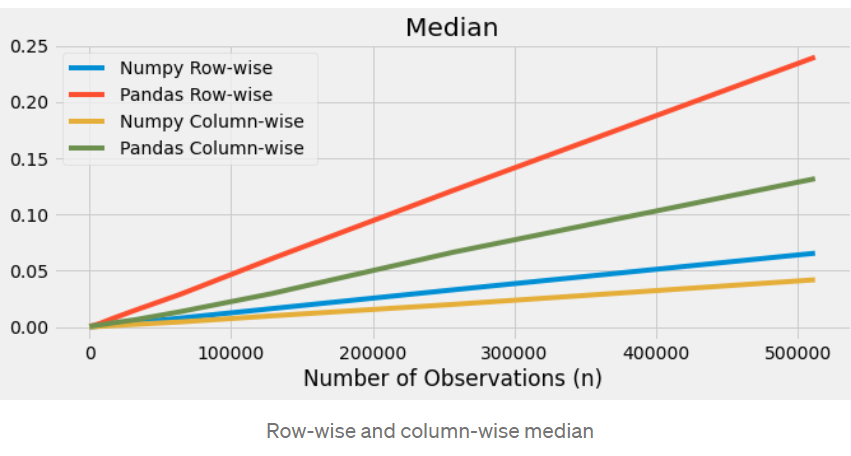 Median
0.25
0.20
0.15
0.10
0.05
0.00
Numpy Row-wise
Pandas Row-wise
Numpy Column-wise
Pandas Column-wise
0 100000 200000 300000 400000 500000
Number of Observations (n)
Row-wise and column-wise median